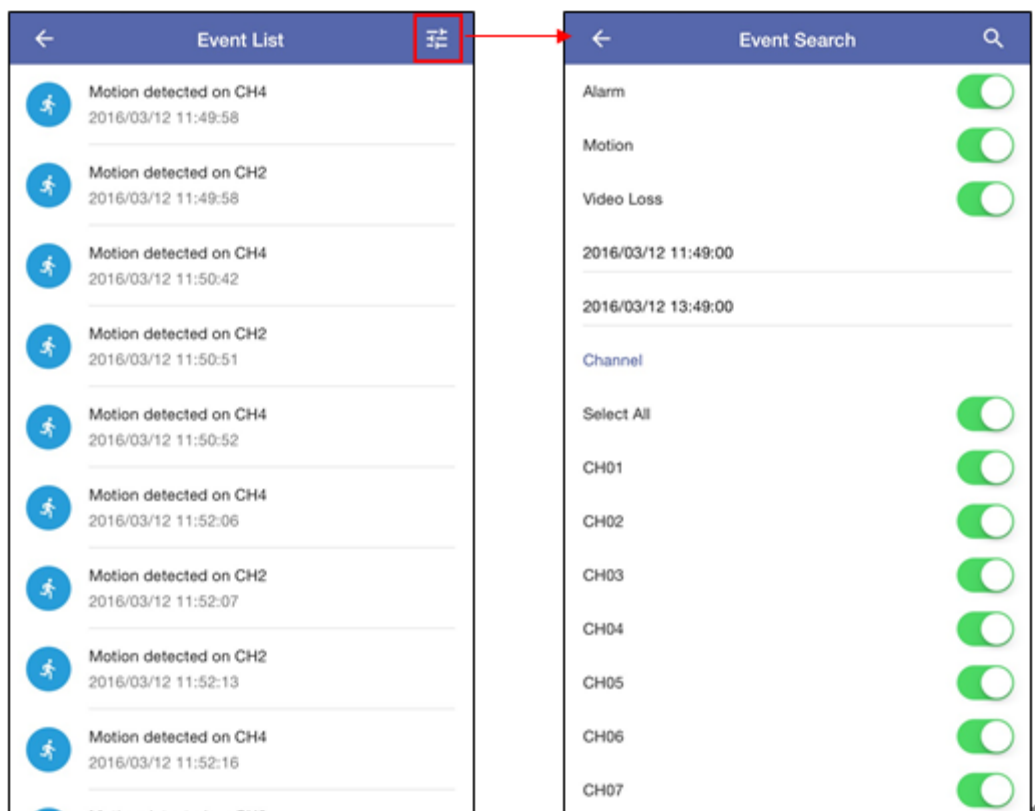 Event List
Motion detected on CH4
2016/03/12 11:49:58
Motion detected on CH2
2016/03/12 11:49:58
Motion detected on CH4
2016/03/12 11:50:42
Motion detected on CH2
2016/03/12 11:50:51
Motion detected on CH4
2016/03/12 11:50:52
Motion detected on CH4
2016/03/12 11:52:06
Motion detected on CH2
2016/03/12 11:52:07
Motion detected on CH2
2016/03/12 11:52:13
Motion detected on CH4
2016/03/12 11:52:16
Event Search
Alarm
Motion
Video Loss
2016/03/12 11:49:00
2016/03/12 13:49:00
Channel
Select All
CH01
CH02
CH03
CH04
CH05
CH06
CH07